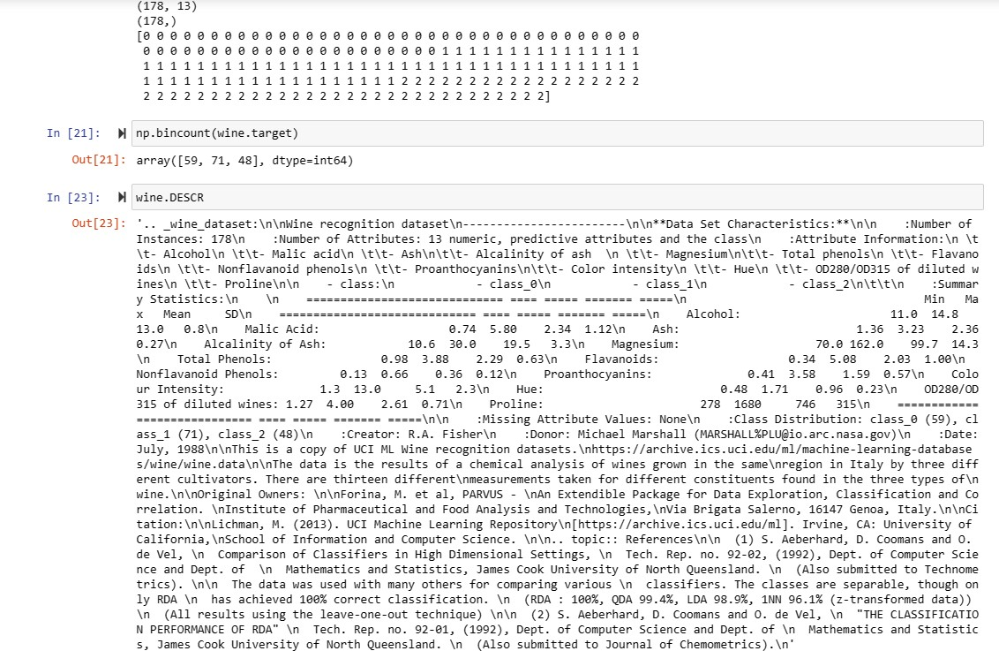 (178, 13)
(178,)
[0 0 0 0 0 0 0 0 0 0 0 0 0 0 0 0 0 0 0 0 0 0 0 0 0 0 0 0 0 0 0 0 0 0 0 0 0
0 0 0 0 0 0 0 0 0 0 0 0 0 0 0 0 0 0 0 0 0 0 1 1 1 1 1 1 1 1 1 1 1 1 1 1 1
1 1 1 1 1 1 1 1 1 1 1 1 1 1 1 1 1 1 1 1 1 1 1 1 1 1 1 1 1 1 1 1 1 1 1 1 1
1 1 1 1 1 1 1 1 1 1 1 1 1 1 1 1 1 1 1 2 2 2 2 2 2 2 2 2 2 2 2 2 2 2 2 2 2
2 2 2 2 2 2 2 2 2 2 2 2 2 2 2 2 2 2 2 2 2 2 2 2 2 2 2 2 2 2]
In [21]: np.bincount(wine.target)
Out[21]: array([59, 71, 48], dtype=int64)
In [23]: wine.DESCR
Out[23]: '.. _wine_dataset:\n\nWine recognition dataset\n------------------------\n\n**Data Set Characteristics:**\n\n    :Number of
Instances: 178\n    :Number of Attributes: 13 numeric, predictive attributes and the class\n    :Attribute Information:\n \t
\t- Alcohol\n \t\t- Malic acid\n \t\t- Ash\n\t\t- Alcalinity of ash  \n \t\t- Magnesium\n\t\t- Total phenols\n \t\t- Flavano
ids\n \t\t- Nonflavanoid phenols\n \t\t- Proanthocyanins\n\t\t- Color intensity\n \t\t- Hue\n \t\t- OD280/OD315 of diluted w
ines\n \t\t- Proline\n\n    - class:\n            - class_0\n            - class_1\n            - class_2\n\t\t\n    :Summar
y Statistics:\n    \n    ============================= ==== ===== ======= =====\n                                   Min   Ma
x   Mean     SD\n    ============================= ==== ===== ======= =====\n    Alcohol:                      11.0  14.8
13.0   0.8\n    Malic Acid:                   0.74  5.80    2.34  1.12\n    Ash:                          1.36  3.23    2.36
0.27\n    Alcalinity of Ash:            10.6  30.0    19.5   3.3\n    Magnesium:                    70.0 162.0    99.7  14.3
\n    Total Phenols:                0.98  3.88    2.29  0.63\n    Flavanoids:                   0.34  5.08    2.03  1.00\n
Nonflavanoid Phenols:         0.13  0.66    0.36  0.12\n    Proanthocyanins:              0.41  3.58    1.59  0.57\n    Colo
ur Intensity:              1.3  13.0     5.1   2.3\n    Hue:                          0.48  1.71    0.96  0.23\n    OD280/OD
315 of diluted wines: 1.27  4.00    2.61  0.71\n    Proline:                       278  1680     746   315\n    ============
================= ==== ===== ======= =====\n\n    :Missing Attribute Values: None\n    :Class Distribution: class_0 (59), cl
ass_1 (71), class_2 (48)\n    :Creator: R.A. Fisher\n    :Donor: Michael Marshall (MARSHALL%PLU@io.arc.nasa.gov)\n    :Date:
July, 1988\n\nThis is a copy of UCI ML Wine recognition datasets.\nhttps://archive.ics.uci.edu/ml/machine-learning-database
s/wine/wine.data\n\nThe data is the results of a chemical analysis of wines grown in the same\nregion in Italy by three diff
erent cultivators. There are thirteen different\nmeasurements taken for different constituents found in the three types of\n
wine.\n\nOriginal Owners: \n\nForina, M. et al, PARVUS - \nAn Extendible Package for Data Exploration, Classification and Co
rrelation. \nInstitute of Pharmaceutical and Food Analysis and Technologies,\nVia Brigata Salerno, 16147 Genoa, Italy.\n\nCi
tation:\n\nLichman, M. (2013). UCI Machine Learning Repository\n[https://archive.ics.uci.edu/ml]. Irvine, CA: University of
California,\nSchool of Information and Computer Science. \n\n.. topic:: References\n\n  (1) S. Aeberhard, D. Coomans and O.
de Vel, \n  Comparison of Classifiers in High Dimensional Settings, \n  Tech. Rep. no. 92-02, (1992), Dept. of Computer Scie
nce and Dept. of  \n  Mathematics and Statistics, James Cook University of North Queensland. \n  (Also submitted to Technome
trics). \n\n  The data was used with many others for comparing various \n  classifiers. The classes are separable, though on
ly RDA \n  has achieved 100% correct classification. \n  (RDA : 100%, QDA 99.4%, LDA 98.9%, 1NN 96.1% (z-transformed data))
\n  (All results using the leave-one-out technique) \n\n  (2) S. Aeberhard, D. Coomans and O. de Vel, \n  "THE CLASSIFICATIO
N PERFORMANCE OF RDA" \n  Tech. Rep. no. 92-01, (1992), Dept. of Computer Science and Dept. of \n  Mathematics and Statistic
s, James Cook University of North Queensland. \n  (Also submitted to Journal of Chemometrics).\n'